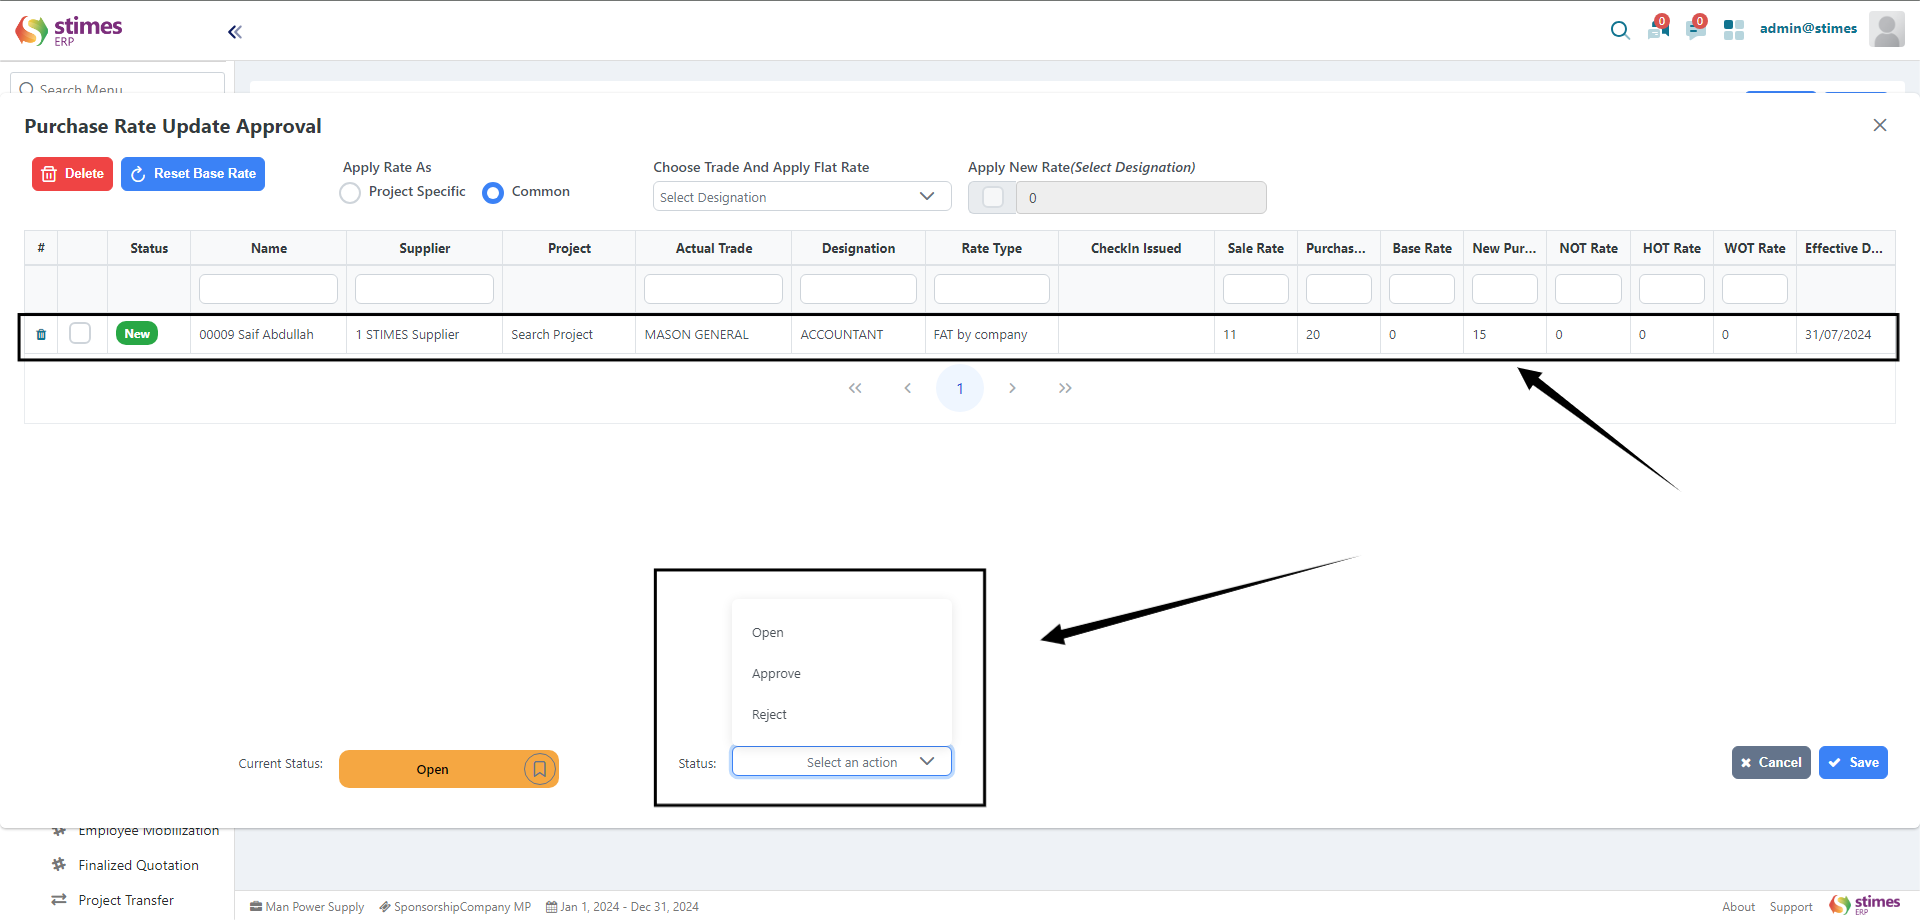 stimes
ERP
0
0
admin@stimes
Search Menu
Purchase Rate Update Approval
Delete
Reset Base Rate
Apply Rate As
Project Specific
Common
Choose Trade And Apply Flat Rate
Select Designation
Apply New Rate(Select Designation)
0
# Status Name Supplier Project Actual Trade Designation Rate Type CheckIn Issued Sale Rate Purchas... Base Rate New Pur... NOT Rate HOT Rate WOT Rate Effective D...
New 00009 Saif Abdullah 1 STIMES Supplier Search Project MASON GENERAL ACCOUNTANT FAT by company 11 20 0 15 0 0 0 31/07/2024
1
Open
Approve
Reject
Current Status: Open Status: Select an action Cancel Save
Employee Mobilization
Finalized Quotation
Project Transfer
Man Power Supply SponsorshipCompany MP Jan 1, 2024 - Dec 31, 2024 About Support stimes
ERP